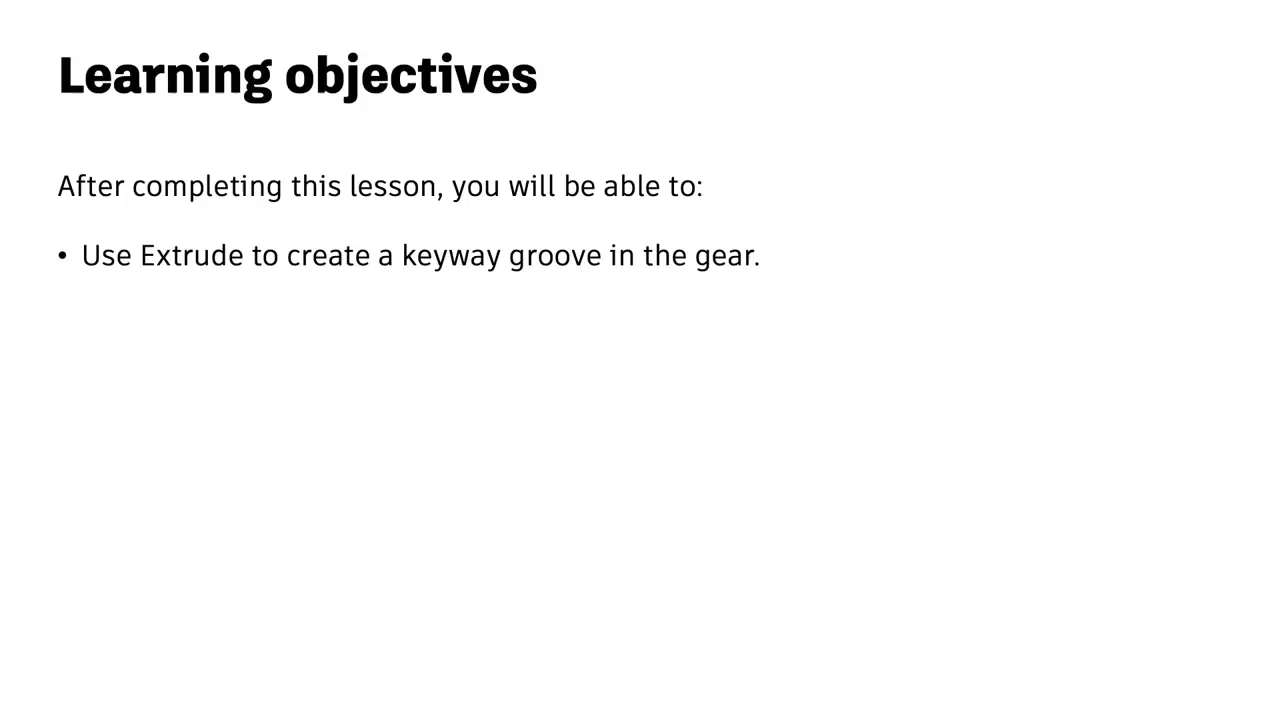 Learning objectives
After completing this lesson, you will be able to:
• Use Extrude to create a keyway groove in the gear.